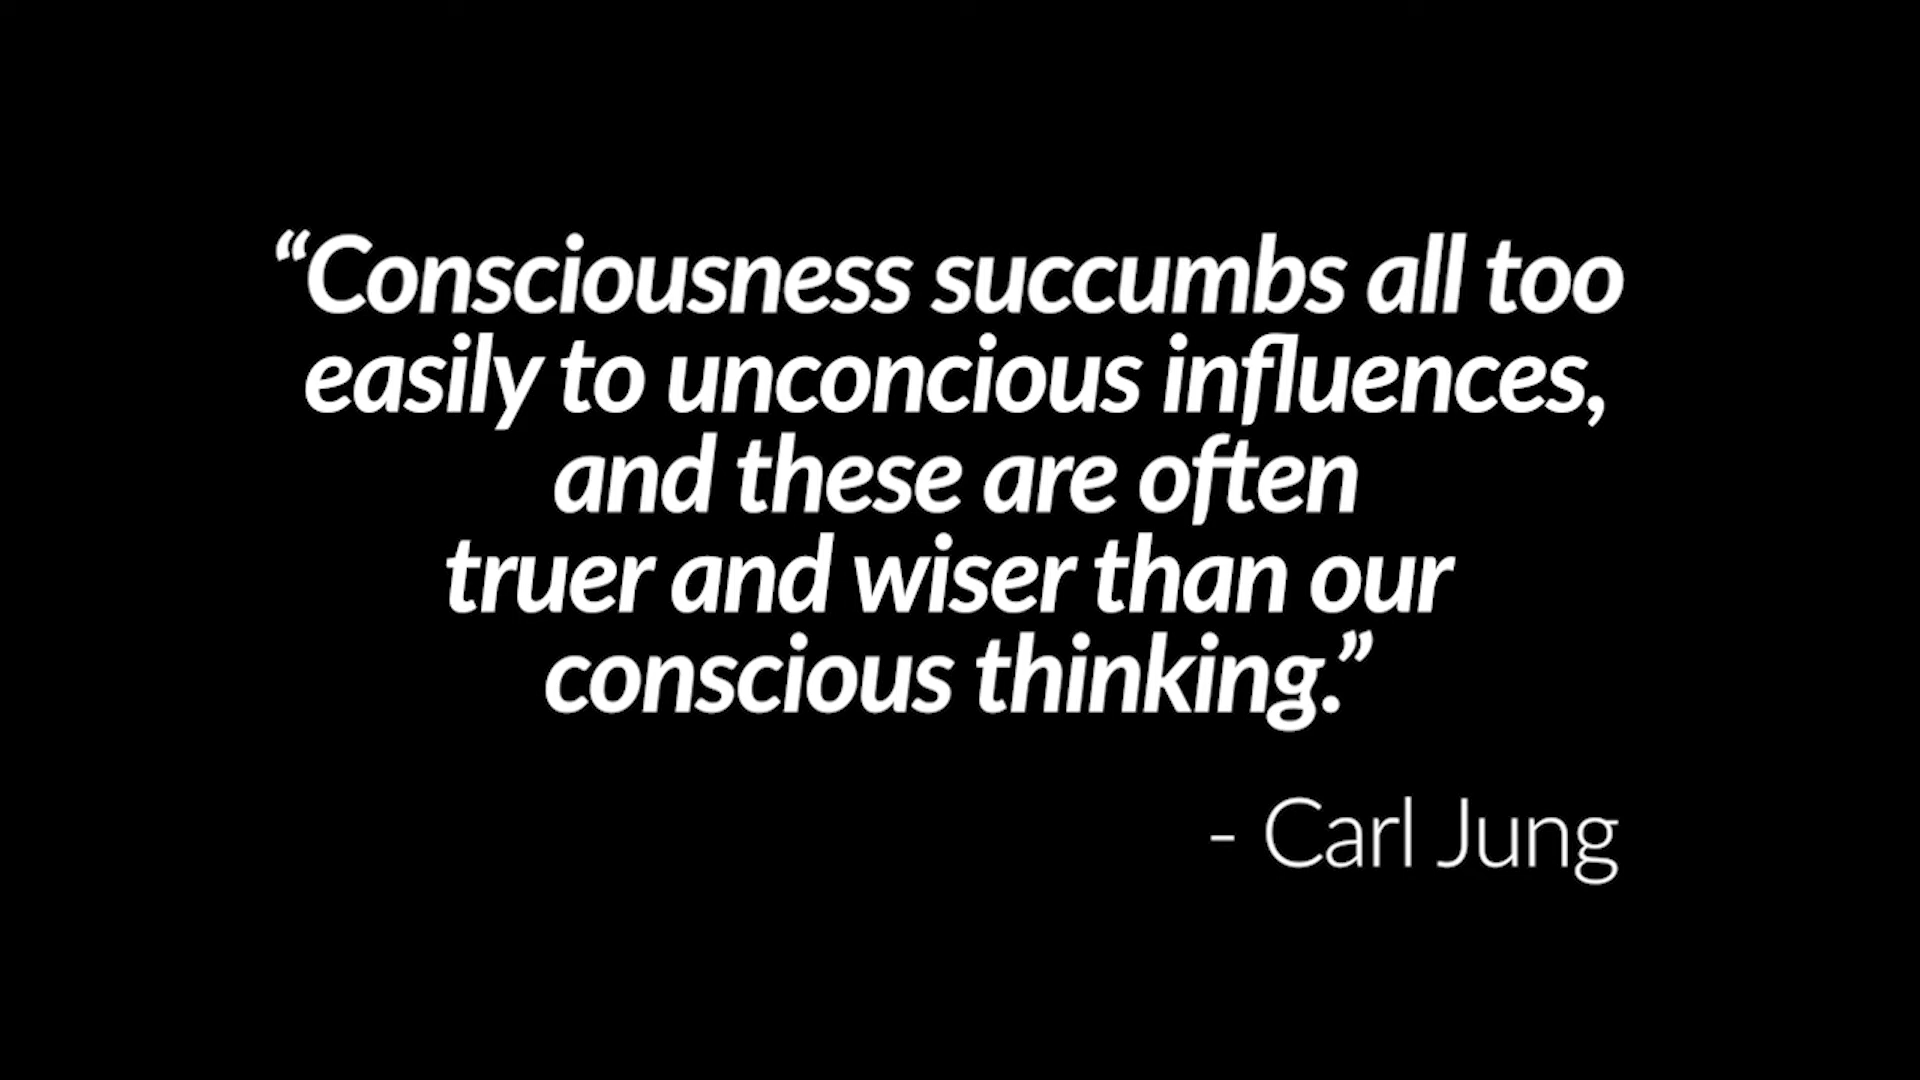 “Consciousness succumbs all too
easily to unconcious influences,
and these are often
truer and wiser than our
conscious thinking.”
- Carl Jung